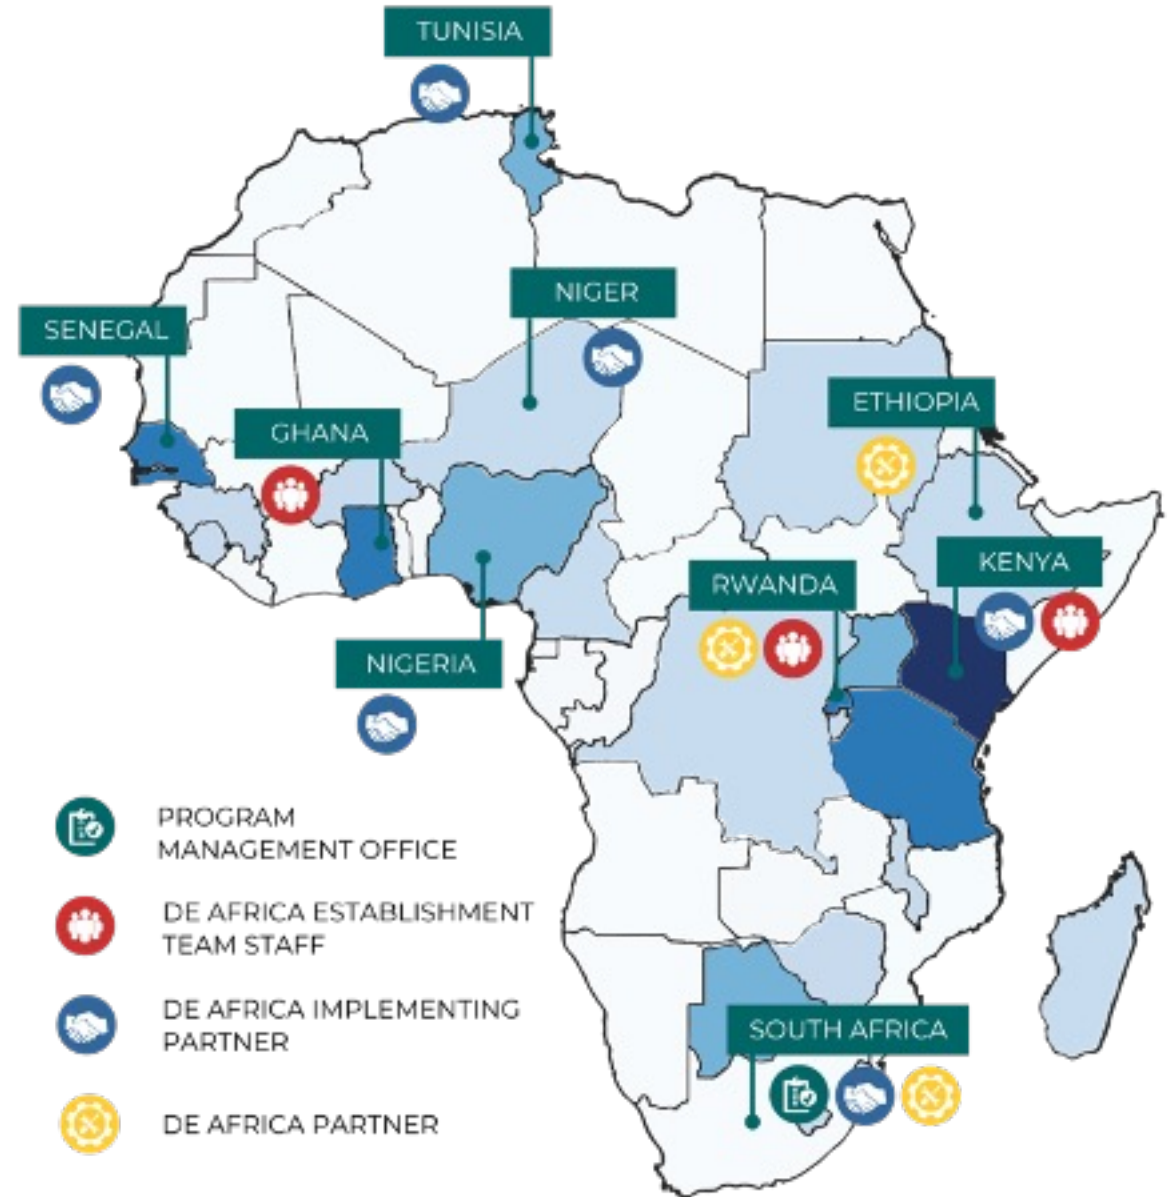 TUNISIA
NIGER
SENEGAL
ETHIOPIA
GHANA
KENYA
RWANDA
NIGERIA
PROGRAM
MANAGEMENT OFFICE
DE AFRICA ESTABLISHMENT
TEAM STAFF
DE AFRICA IMPLEMENTING
PARTNER
SOUTH AFRICA
DE AFRICA PARTNER